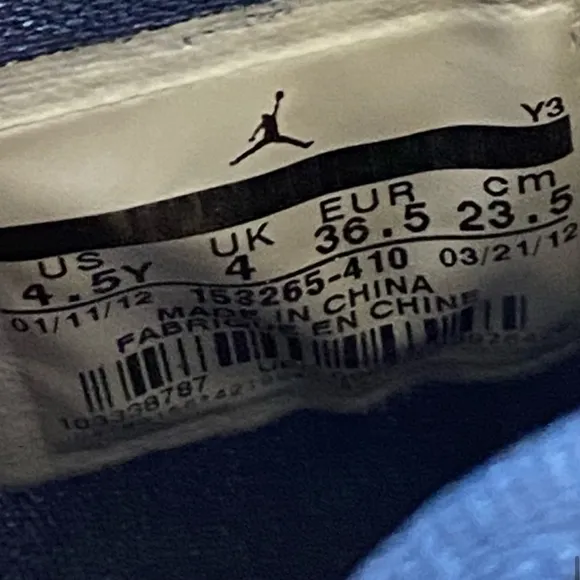 Y3
US UK EUR cm
4.5Y 4 36.5 23.5
01/11/12 153265-410 03/21/12
MADE IN CHINA
FABRIQUE EN CHINE